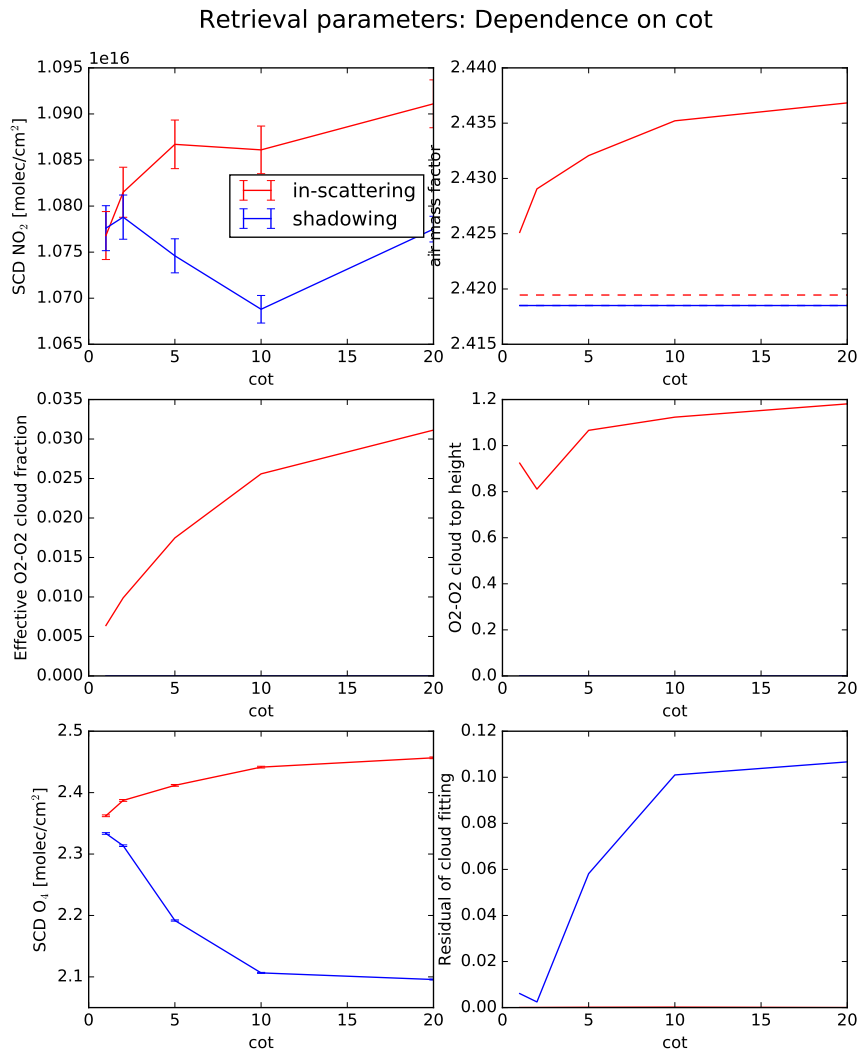 Retrieval parameters: Dependence on cot
1e16
1.095
1.090
1.085
1.080
1.075
1.070
1.065
SCD NO₂ [molec/cm²]
in-scattering
shadowing
0 5 10 15 20
cot
2.440
2.435
2.430
2.425
2.420
2.415
air mass factor
0 5 10 15 20
cot
0.035
0.030
0.025
0.020
0.015
0.010
0.005
0.000
Effective O2-O2 cloud fraction
0 5 10 15 20
cot
1.2
1.0
0.8
0.6
0.4
0.2
0.0
O2-O2 cloud top height
0 5 10 15 20
cot
2.5
2.4
2.3
2.2
2.1
SCD O₄ [molec/cm²]
0 5 10 15 20
cot
0.12
0.10
0.08
0.06
0.04
0.02
0.00
Residual of cloud fitting
0 5 10 15 20
cot